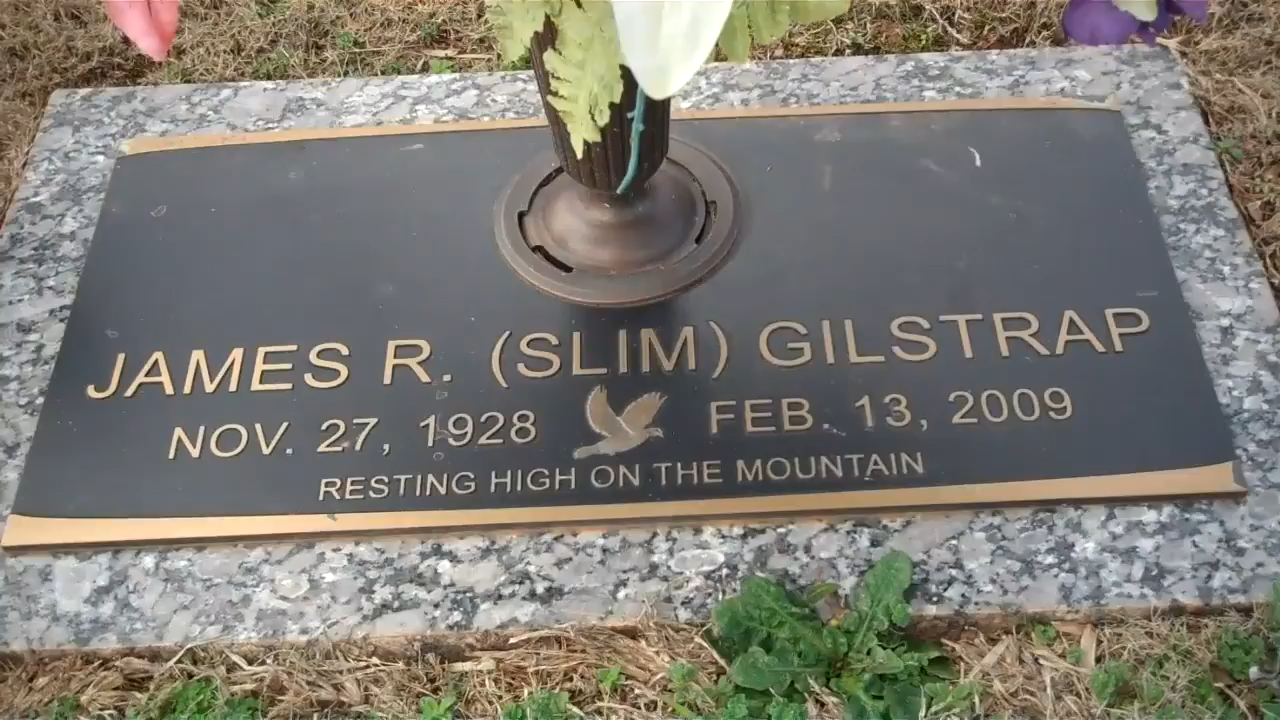 JAMES R. (SLIM) GILSTRAP
NOV. 27, 1928 FEB. 13, 2009
RESTING HIGH ON THE MOUNTAIN